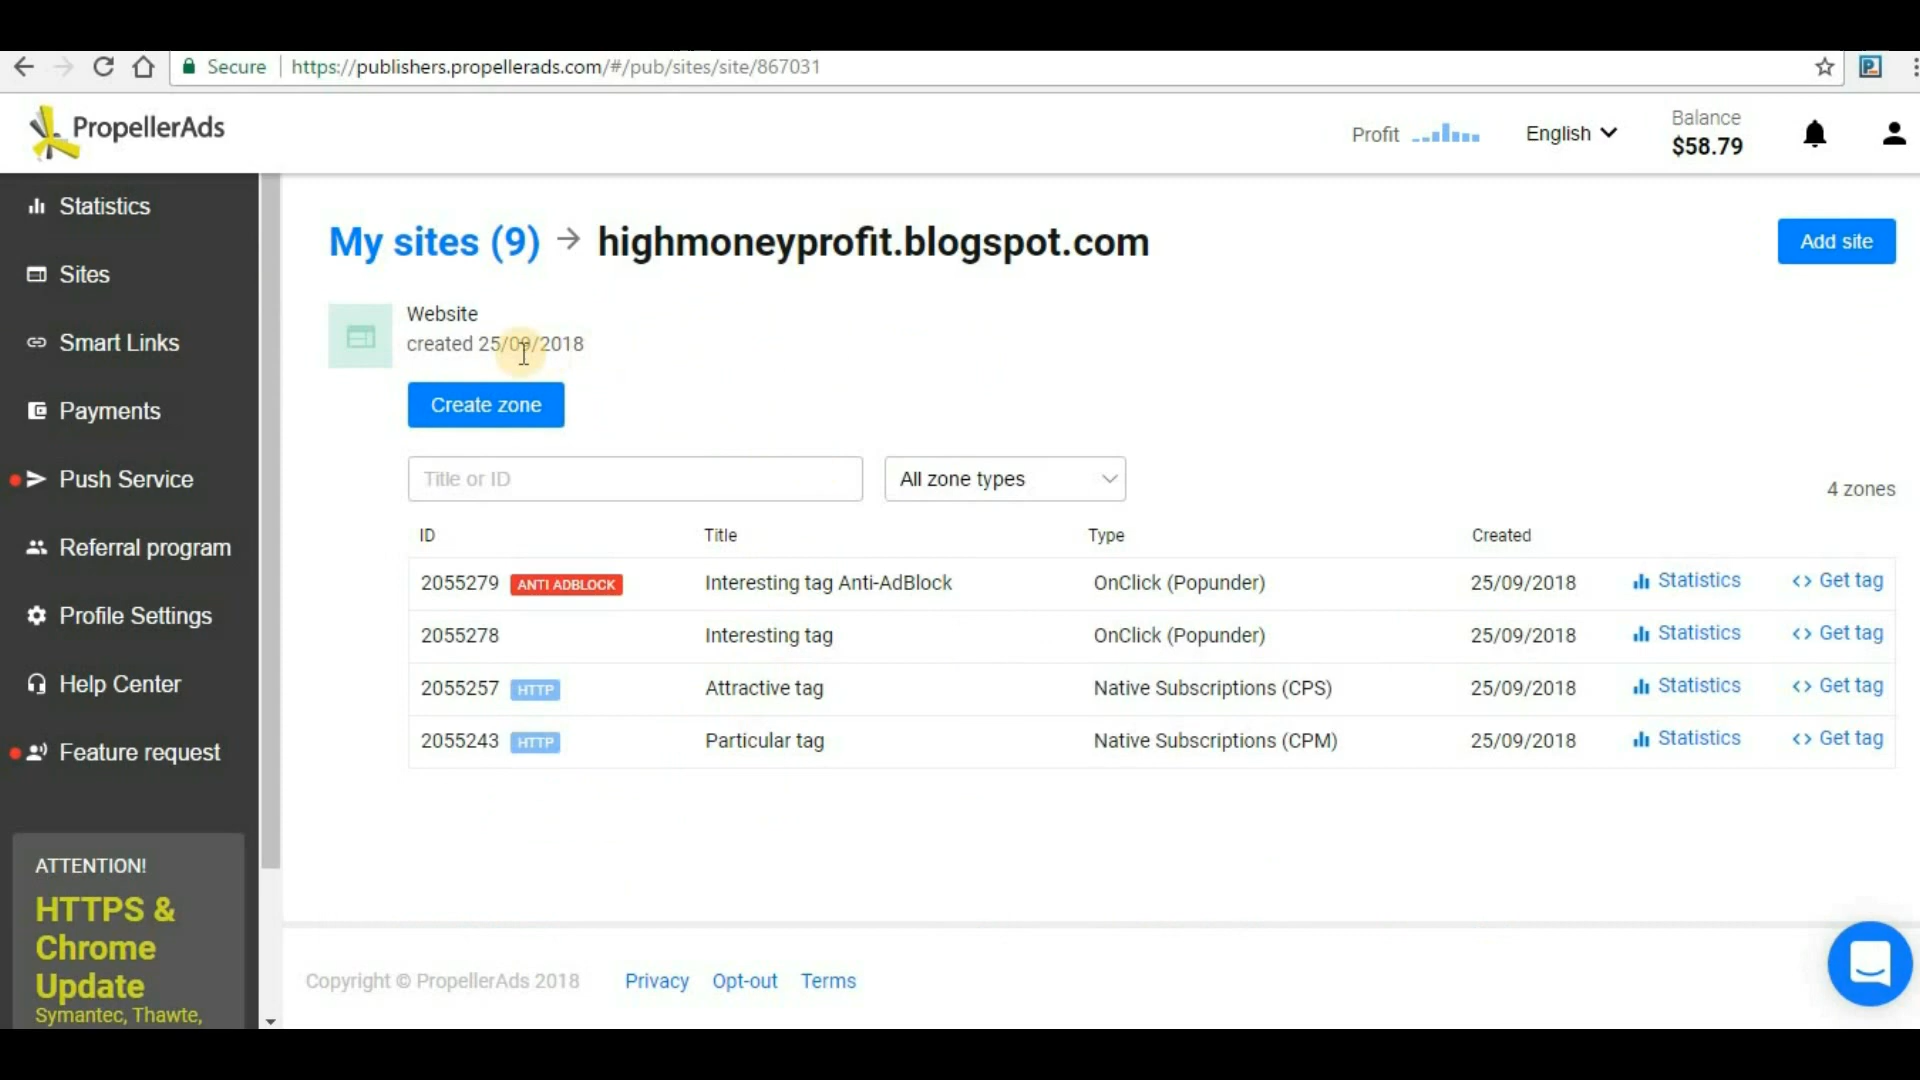 Secure https://publishers.propellerads.com/#/pub/sites/site/867031
PropellerAds
Profit
English
Balance
$58.79
Statistics
Sites
Smart Links
Payments
Push Service
Referral program
Profile Settings
Help Center
Feature request
ATTENTION!
HTTPS &
Chrome
Update
Symantec, Thawte,
My sites (9) → highmoneyprofit.blogspot.com
Add site
Website
created 25/09/2018
Create zone
Title or ID
All zone types
4 zones
ID Title Type Created
2055279 ANTI ADBLOCK Interesting tag Anti-AdBlock OnClick (Popunder) 25/09/2018 Statistics <> Get tag
2055278 Interesting tag OnClick (Popunder) 25/09/2018 Statistics <> Get tag
2055257 HTTP Attractive tag Native Subscriptions (CPS) 25/09/2018 Statistics <> Get tag
2055243 HTTP Particular tag Native Subscriptions (CPM) 25/09/2018 Statistics <> Get tag
Copyright © PropellerAds 2018 Privacy Opt-out Terms